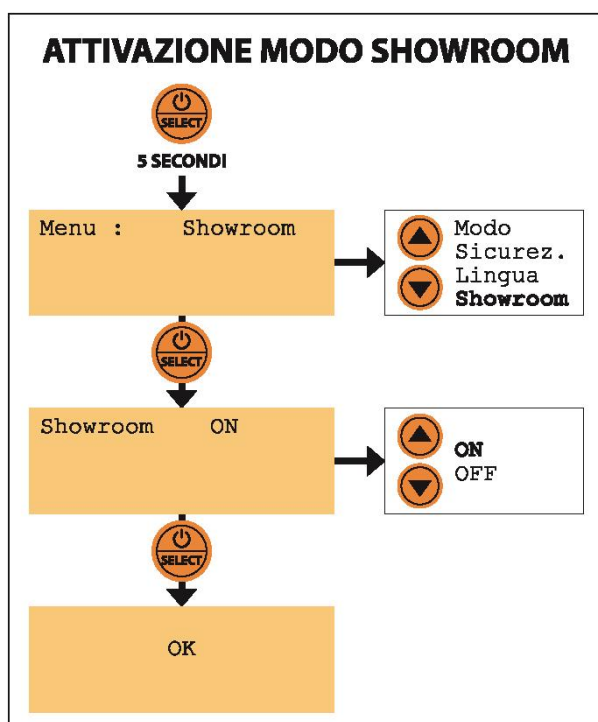 ATTIVAZIONE MODO SHOWROOM
SELECT
5 SECONDI
Menu : Showroom
Modo
Sicurez.
Lingua
Showroom
SELECT
Showroom ON
ON
OFF
SELECT
OK